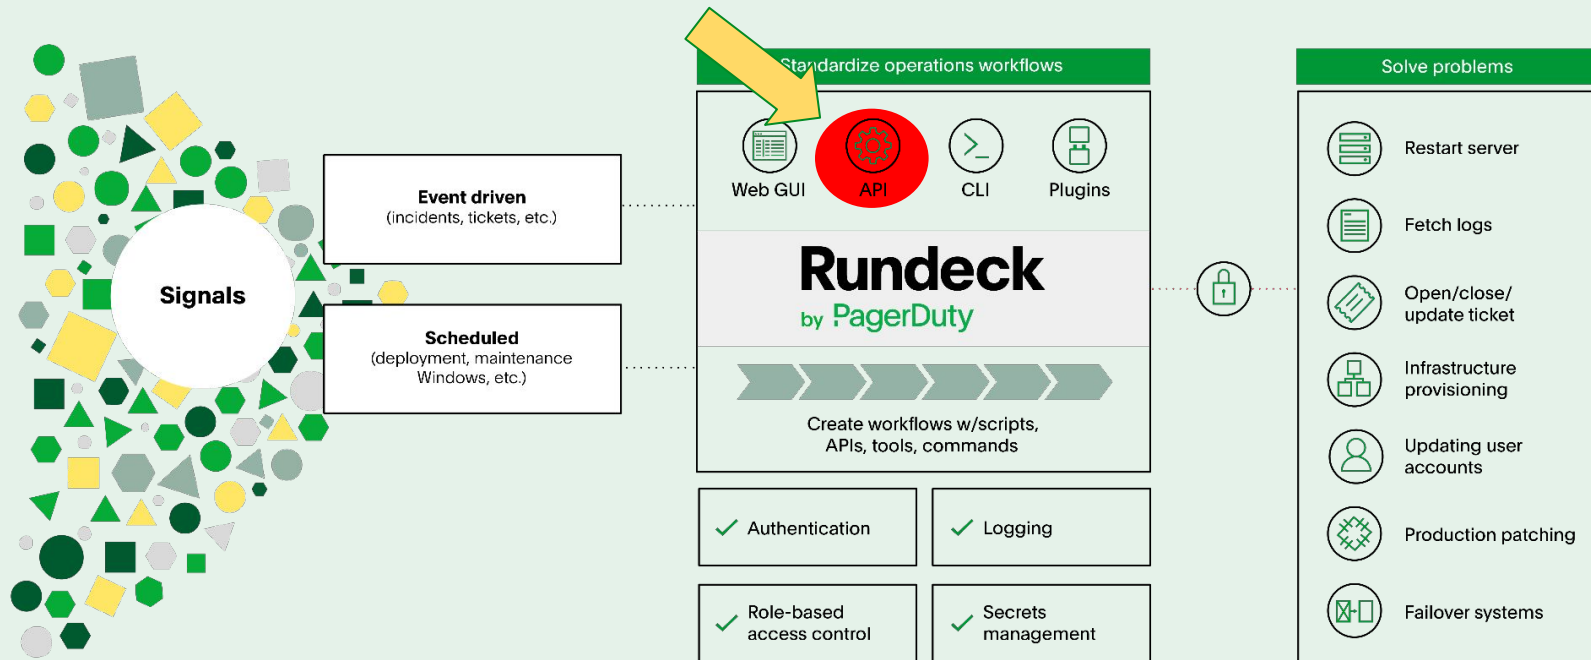 Signals
Event driven
(incidents, tickets, etc.)
Scheduled
(deployment, maintenance
Windows, etc.)
Standardize operations workflows
Web GUI
API
CLI
Plugins
Rundeck
by PagerDuty
Create workflows w/scripts,
APIs, tools, commands
Authentication
Logging
Role-based
access control
Secrets
management
Solve problems
Restart server
Fetch logs
Open/close/
update ticket
Infrastructure
provisioning
Updating user
accounts
Production patching
Failover systems